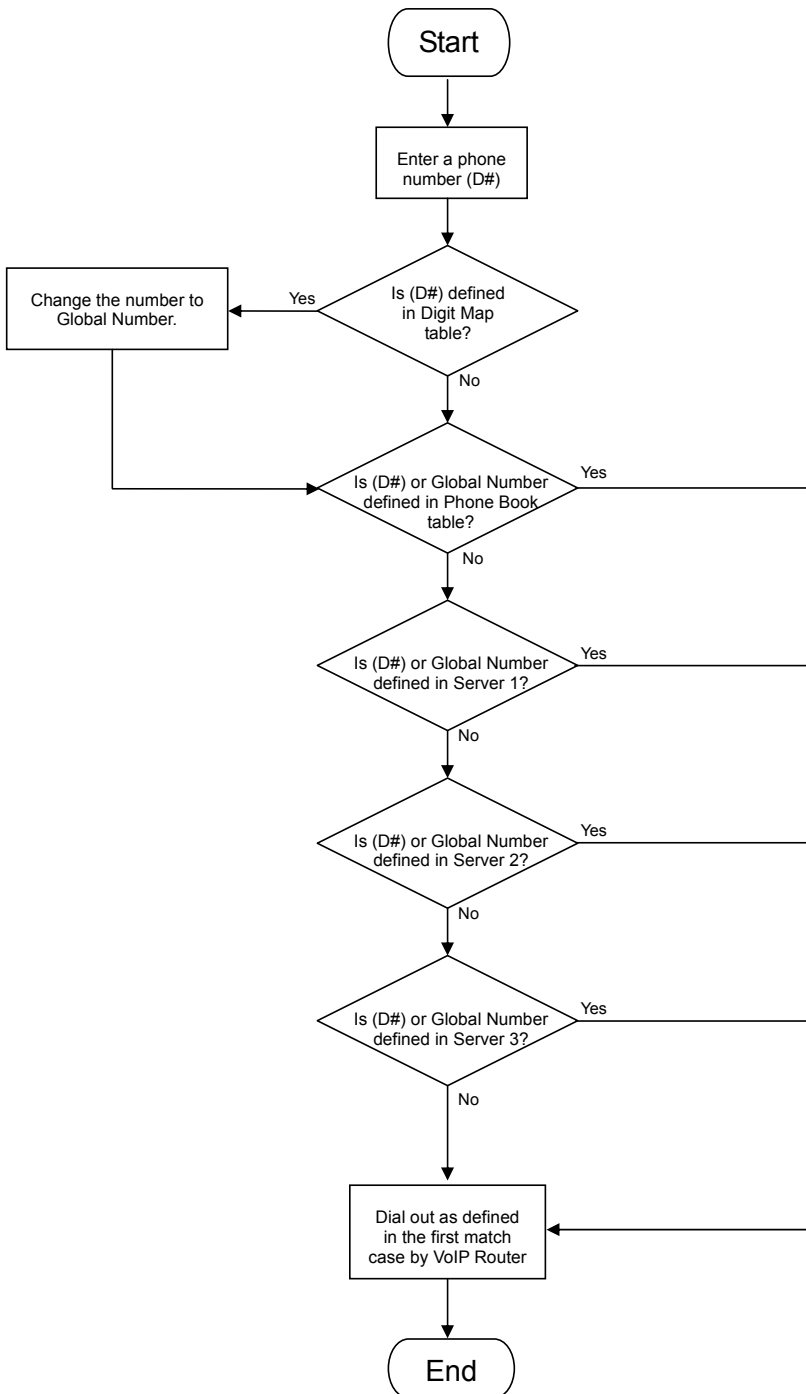 Start
Enter a phone
number (D#)
Is (D#) defined
in Digit Map
table?
Yes
Change the number to
Global Number.
No
Is (D#) or Global Number
defined in Phone Book
table?
Yes
No
Is (D#) or Global Number
defined in Server 1?
Yes
No
Is (D#) or Global Number
defined in Server 2?
Yes
No
Is (D#) or Global Number
defined in Server 3?
Yes
No
Dial out as defined
in the first match
case by VoIP Router
End